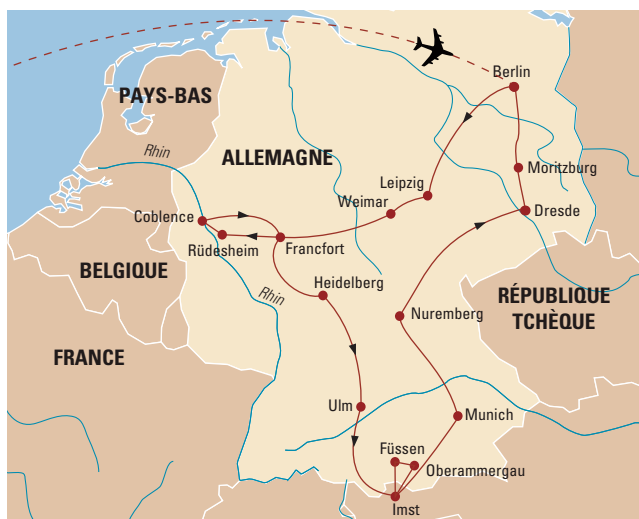 Berlin
PAYS-BAS
Rhin
ALLEMAGNE
Moritzburg
Leipzig
Weimar
Dresde
Coblence
Rüdesheim
Francfort
BELGIQUE
Heidelberg
Rhin
RÉPUBLIQUE
TCHÈQUE
Nuremberg
FRANCE
Ulm
Munich
Füssen
Oberammergau
Imst